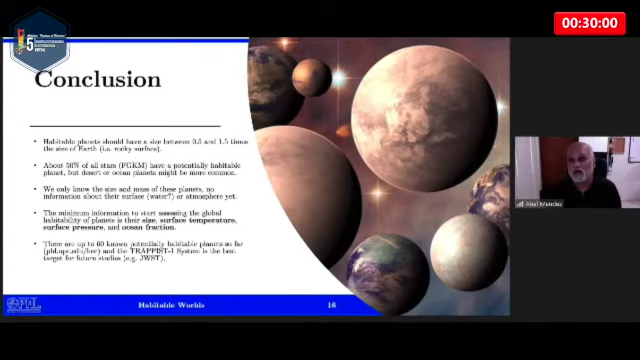 5
00:30:00
Conclusion
Habitable planets should have a size between 0.5 and 1.5 times
the size of Earth (i.e. rocky surface).
About 50% of all stars (FGKM) have a potentially habitable
planet, but desert or ocean planets might be more common.
We only know the size and mass of these planets, no
information about their surface (water?) or atmosphere yet.
The minimum information to start assessing the global
habitability of planets is their size, surface temperature,
surface pressure, and ocean fraction.
There are up to 60 known potentially habitable planets so far
(phl.upr.edu/hec) and the TRAPPIST-1 System is the best
target for future studies (e.g. JWST).
Abel Mendez
PHL
Habitable Worlds
16